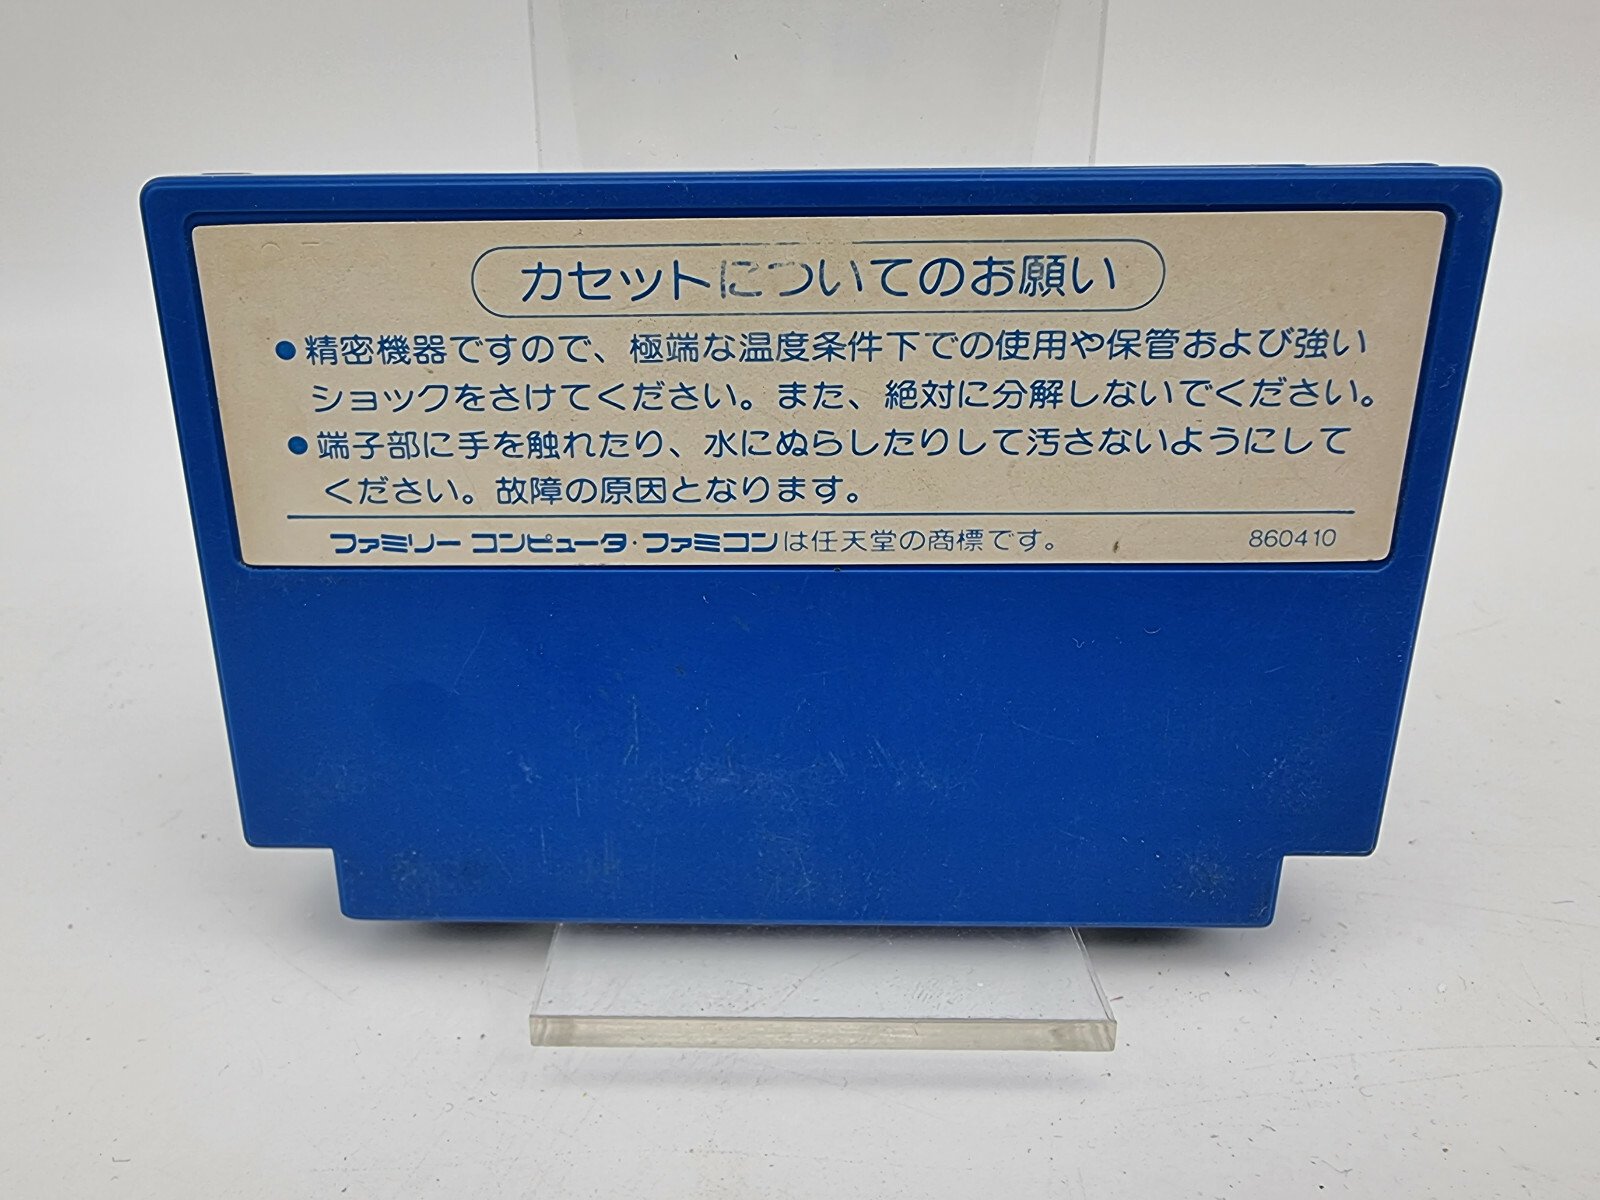 カセットについてのお願い
●精密機器ですので、極端な温度条件下での使用や保管および強い
ショックをさけてください。また、絶対に分解しないでください。
●端子部に手を触れたり、水にぬらしたりして汚さないようにして
ください。故障の原因となります。
ファミリーコンピュータ・ファミコンは任天堂の商標です。 860410